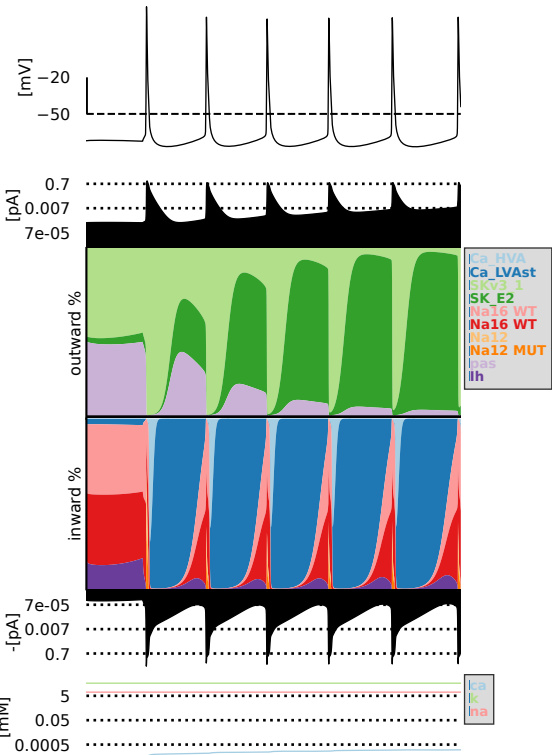 [mV]
−20
−50
[pA]
0.7
0.007
7e-05
outward %
Ca_HVA
Ca_LVAst
SKv3_1
SK_E2
Na16 WT
Na16 WT
Na12
Na12 MUT
pas
Ih
inward %
-[pA]
7e-05
0.007
0.7
[mM]
5
0.05
0.0005
ca
k
na